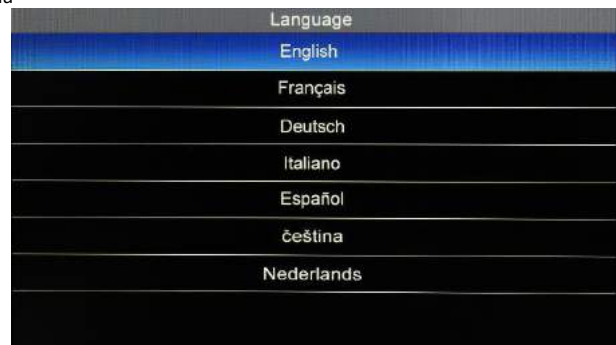 Language
English
Français
Deutsch
Italiano
Español
čeština
Nederlands